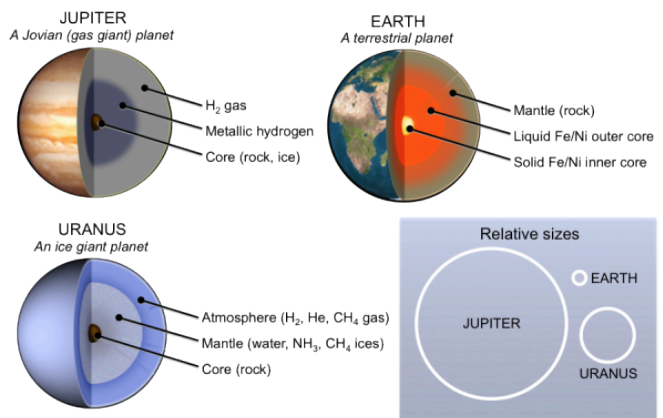 JUPITER
A Jovian (gas giant) planet
H₂ gas
Metallic hydrogen
Core (rock, ice)
EARTH
A terrestrial planet
Mantle (rock)
Liquid Fe/Ni outer core
Solid Fe/Ni inner core
URANUS
An ice giant planet
Atmosphere (H₂, He, CH₄ gas)
Mantle (water, NH₃, CH₄ ices)
Core (rock)
Relative sizes
EARTH
JUPITER
URANUS